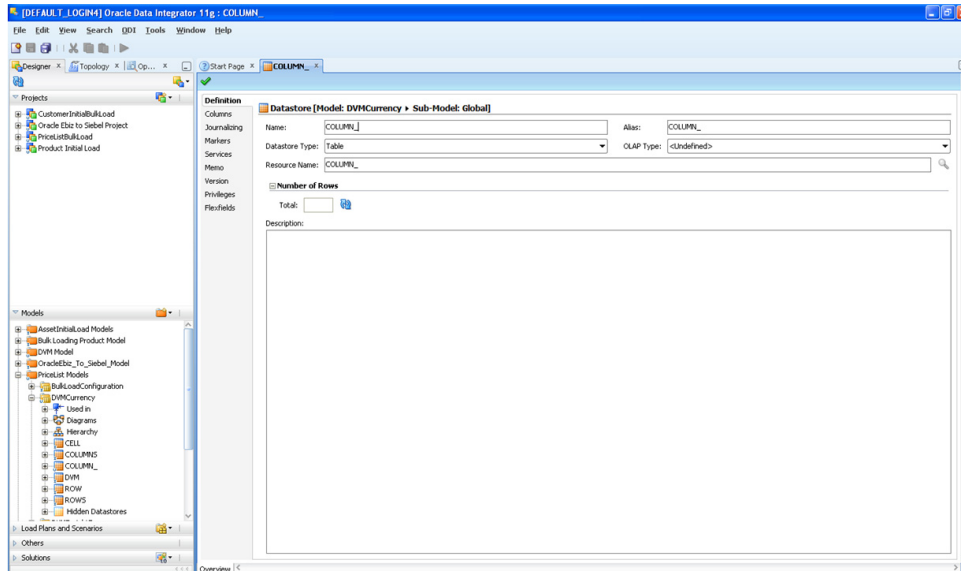 [DEFAULT_LOGIN4] Oracle Data Integrator 11g : COLUMN_
File Edit View Search ODI Tools Window Help
Designer Topology Op...
Start Page COLUMN_
Projects
CustomerInitialBulkLoad
Oracle Ebiz to Siebel Project
PriceListBulkLoad
Product Initial Load
Models
AssetInitialLoad Models
Bulk Loading Product Model
DVM Model
OracleEbiz_To_Siebel_Model
PriceList Models
BulkLoadConfiguration
DVMCurrency
Used in
Diagrams
Hierarchy
CELL
COLUMNS
COLUMN_
DVM
ROW
ROWS
Hidden Datastores
Load Plans and Scenarios
Others
Solutions
Definition
Columns
Journalizing
Markers
Services
Memo
Version
Privileges
Flexfields
Datastore [Model: DVMCurrency ▸ Sub-Model: Global]
Name: COLUMN_ Alias: COLUMN_
Datastore Type: Table OLAP Type: <Undefined>
Resource Name: COLUMN_
Number of Rows
Total:
Description:
Overview